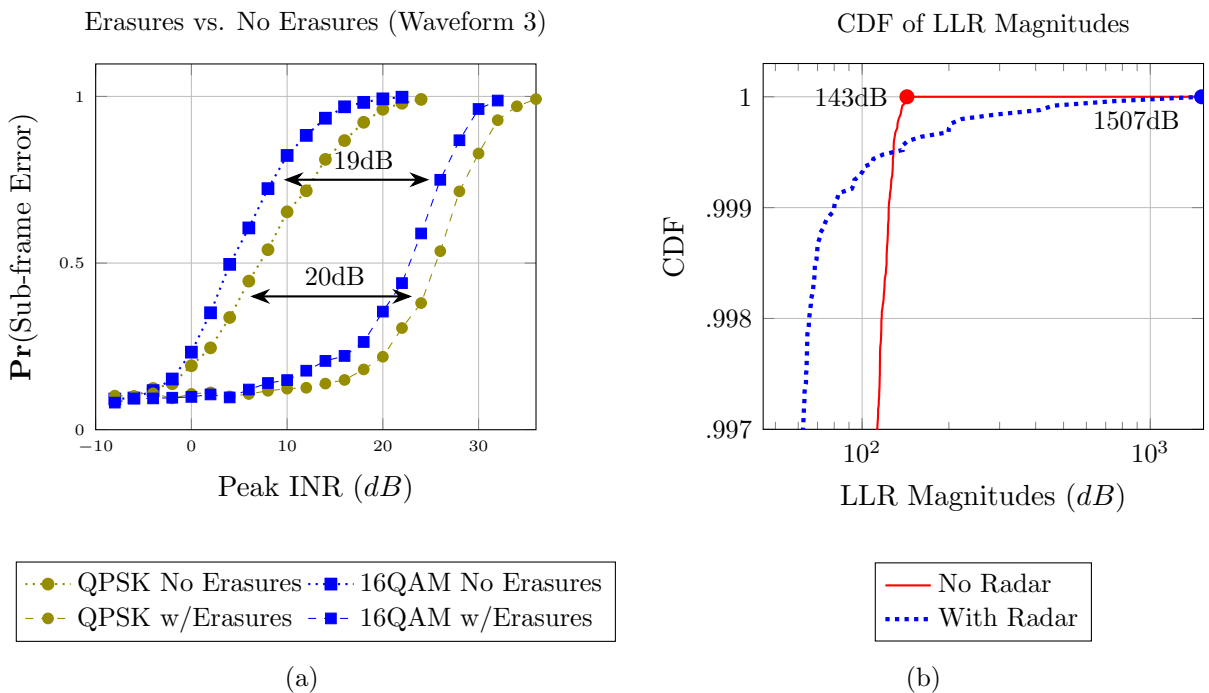 Erasures vs. No Erasures (Waveform 3)
1
0.5
0
−10
0
10
20
30
19dB
20dB
Pr(Sub-frame Error)
Peak INR (dB)
QPSK No Erasures
16QAM No Erasures
QPSK w/Erasures
16QAM w/Erasures
(a)
CDF of LLR Magnitudes
1
.999
.998
.997
10^2
10^3
143dB
1507dB
CDF
LLR Magnitudes (dB)
No Radar
With Radar
(b)